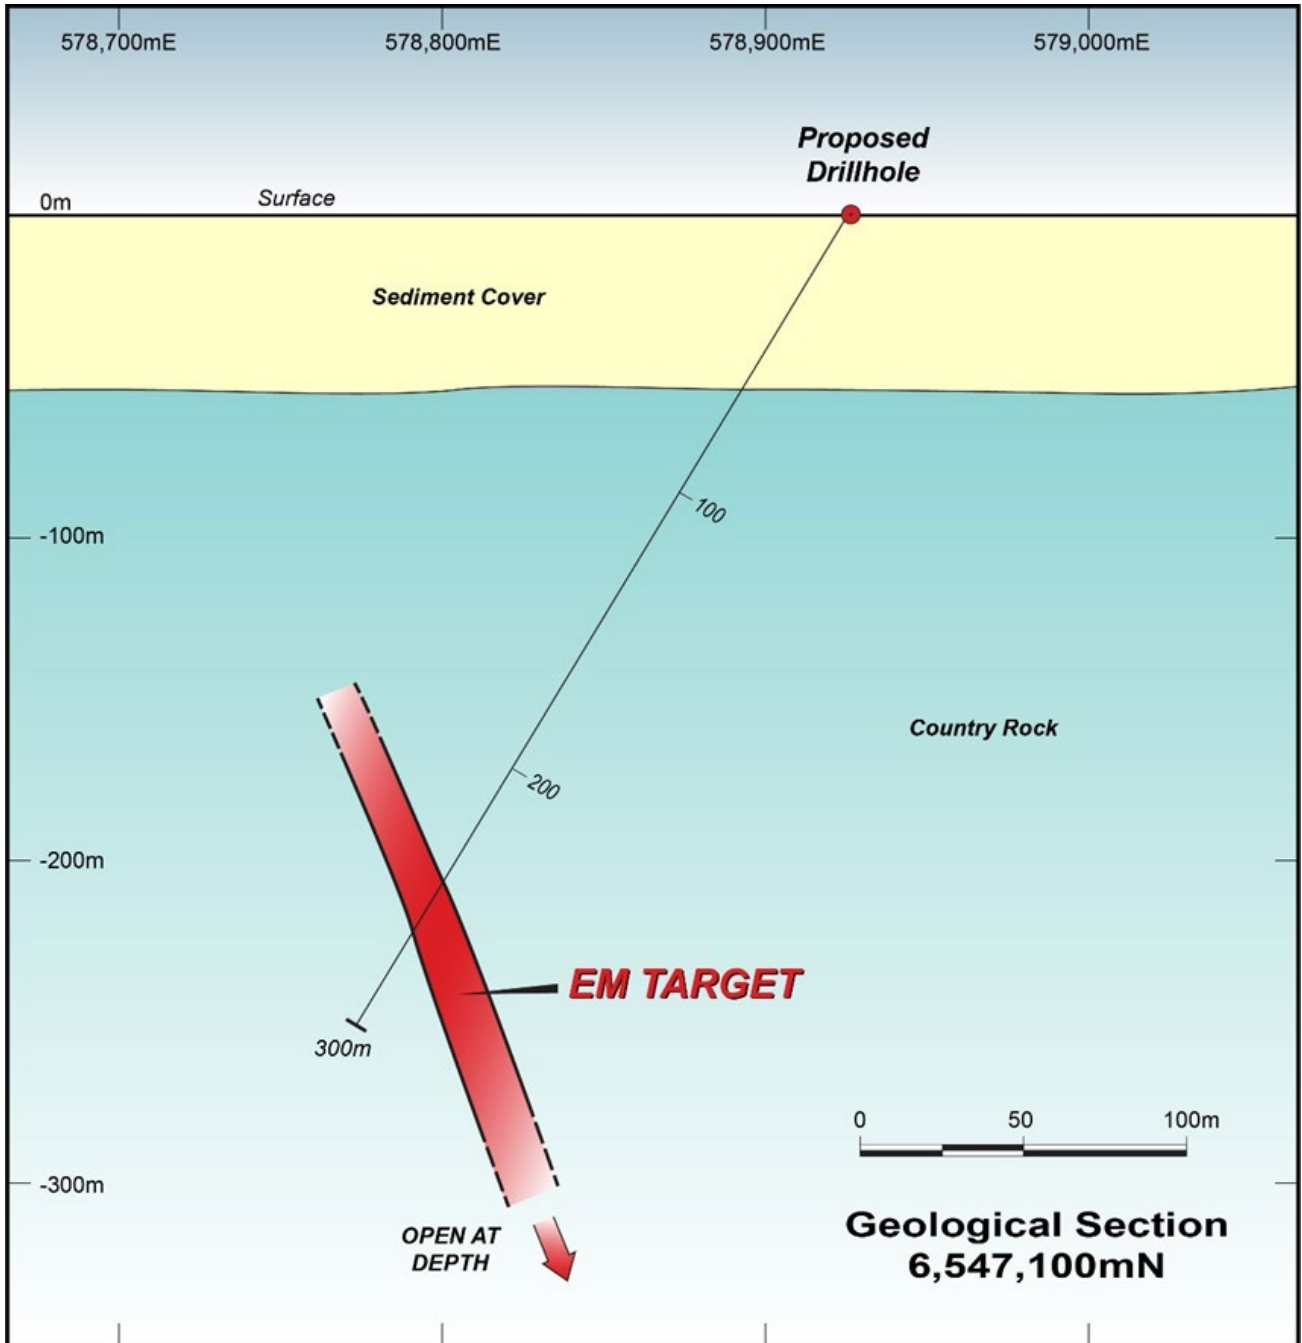 578,700mE
578,800mE
578,900mE
579,000mE
Proposed
Drillhole
0m
Surface
Sediment Cover
100
-100m
Country Rock
200
-200m
EM TARGET
300m
0 50 100m
-300m
OPEN AT
DEPTH
Geological Section
6,547,100mN